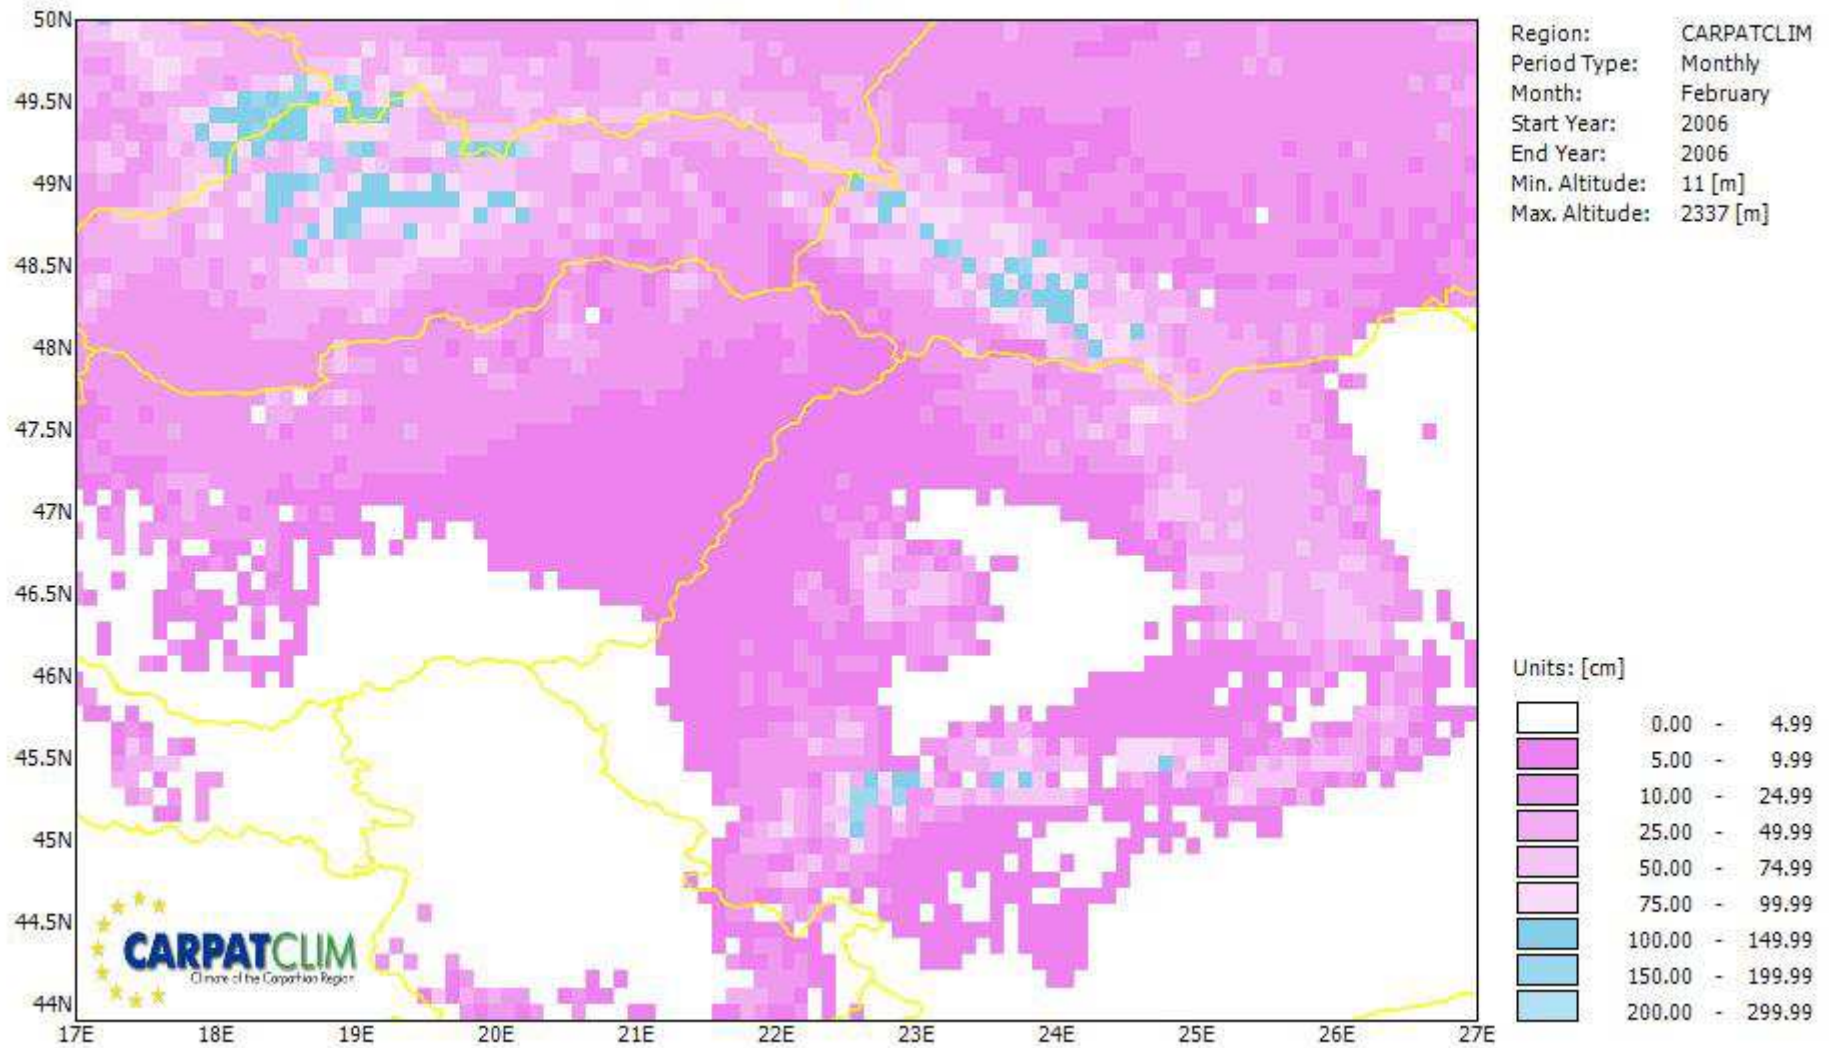 50N
49.5N
49N
48.5N
48N
47.5N
47N
46.5N
46N
45.5N
45N
44.5N
44N
17E 18E 19E 20E 21E 22E 23E 24E 25E 26E 27E
CARPATCLIM
Climate of the Carpathian Region
Region: CARPATCLIM
Period Type: Monthly
Month: February
Start Year: 2006
End Year: 2006
Min. Altitude: 11 [m]
Max. Altitude: 2337 [m]
Units: [cm]
0.00 - 4.99
5.00 - 9.99
10.00 - 24.99
25.00 - 49.99
50.00 - 74.99
75.00 - 99.99
100.00 - 149.99
150.00 - 199.99
200.00 - 299.99